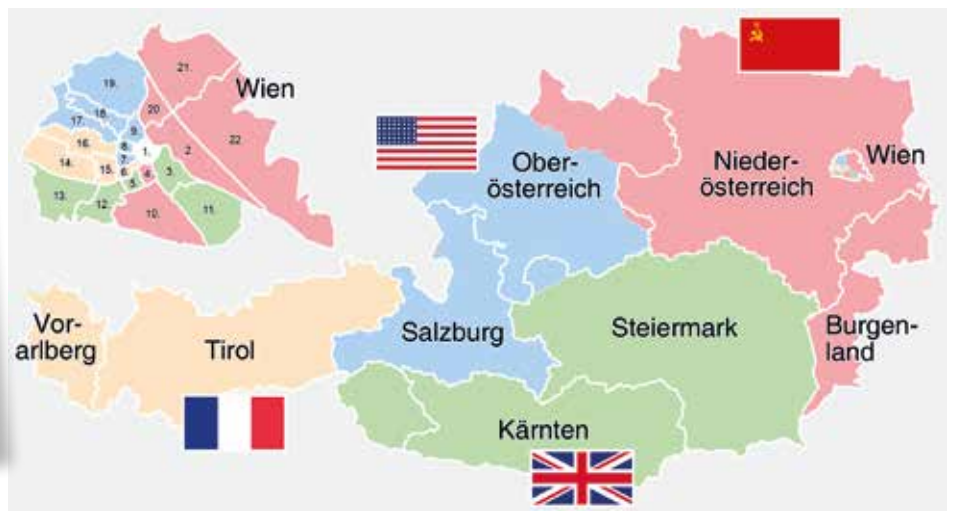 Wien
21.
19.
20
18.
17.
9.
22
16.
8.
1.
2
7.
14.
15.
6.
4.
3.
5.
13.
12.
10.
11.
Ober-
österreich
Nieder-
österreich
Wien
Vor-
arlberg
Tirol
Salzburg
Steiermark
Burgen-
land
Kärnten